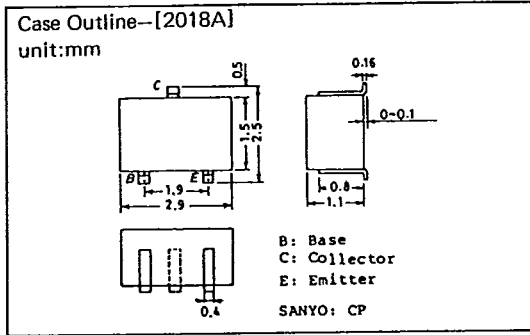 Case Outline-[2018A]
unit:mm
C
0.5
0.16
1.5
2.5
0-0.1
B
E
1.9
2.9
0.8
1.1
0.4
B: Base
C: Collector
E: Emitter
SANYO: CP